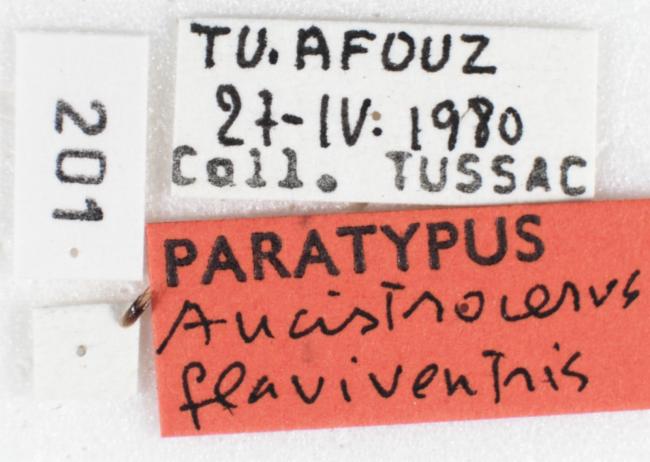 TU. AFOUZ
27-IV: 1980
Coll. TUSSAC
201
PARATYPUS
Ancistrocerus
flaviventris